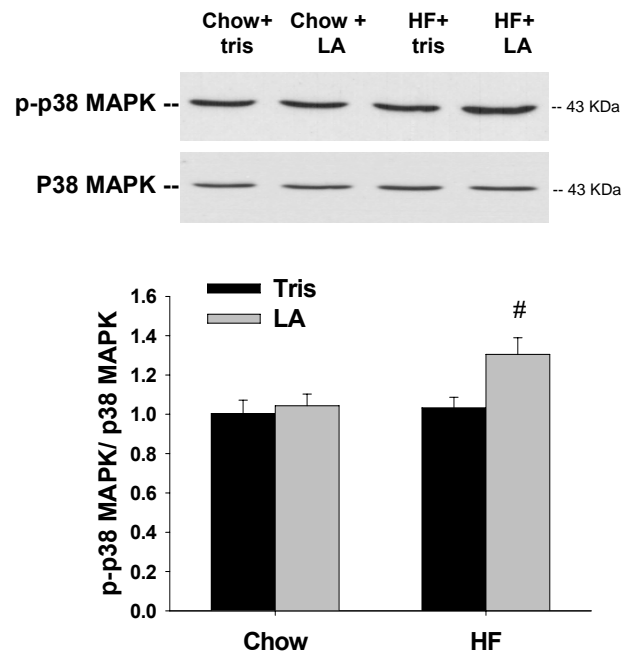 Chow+ Chow + HF+ HF+
tris LA tris LA
p-p38 MAPK -- -- 43 KDa
P38 MAPK -- -- 43 KDa
Tris
LA
#
p-p38 MAPK/ p38 MAPK
1.6
1.4
1.2
1.0
0.8
0.6
0.4
0.2
0.0
Chow HF